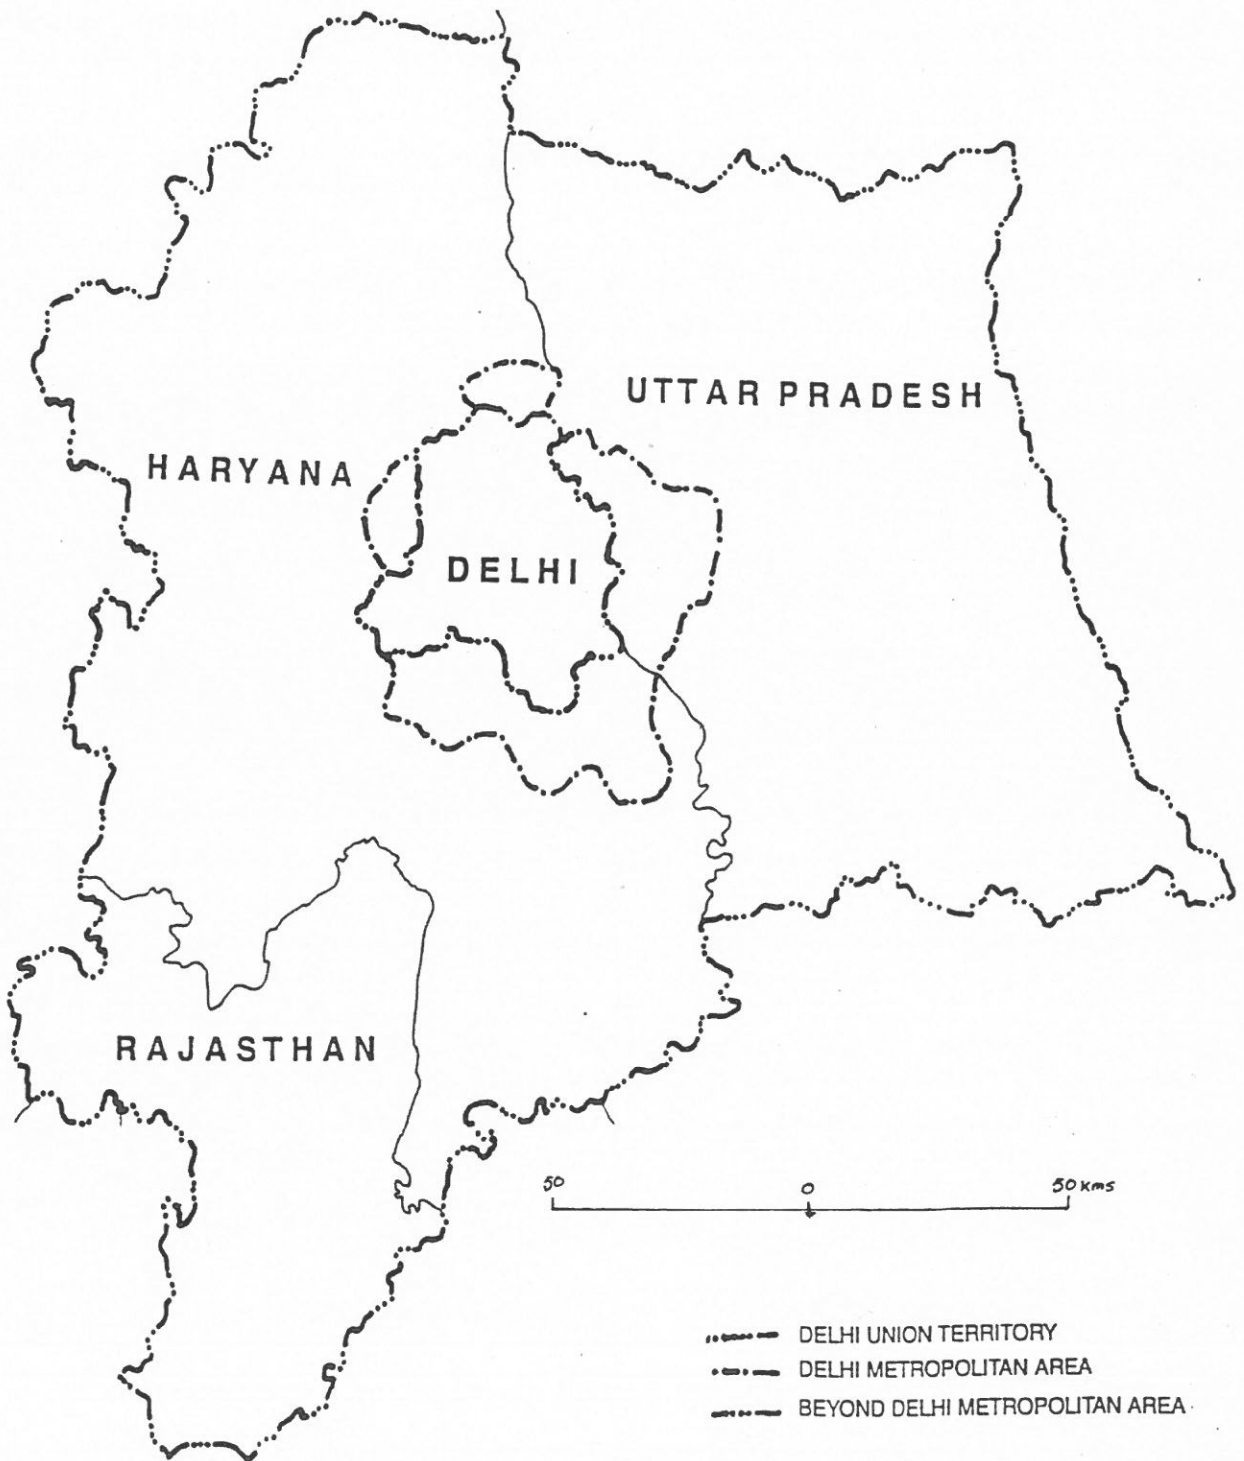 UTTAR PRADESH
HARYANA
DELHI
RAJASTHAN
50 0 50 kms
DELHI UNION TERRITORY
DELHI METROPOLITAN AREA
BEYOND DELHI METROPOLITAN AREA